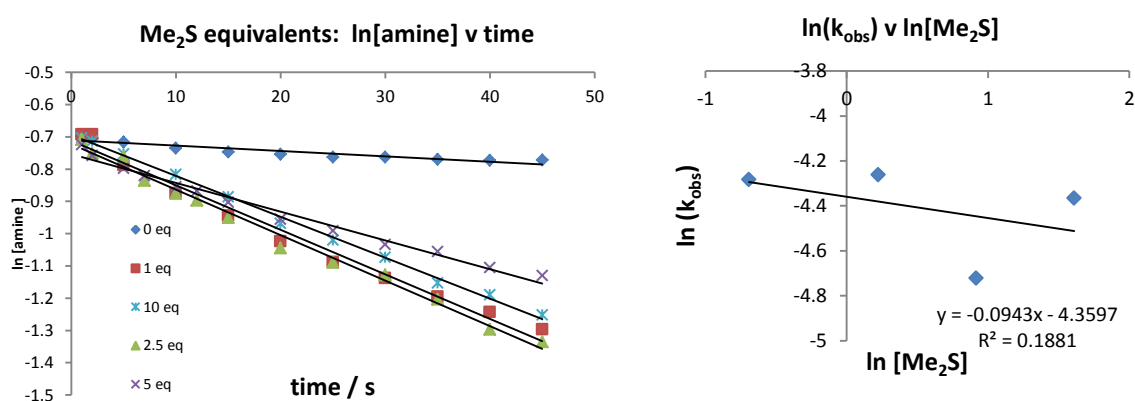 Me₂S equivalents: ln[amine] v time
-0.5
-0.6
-0.7
-0.8
-0.9
-1
-1.1
-1.2
-1.3
-1.4
-1.5
0 10 20 30 40 50
ln [amine]
0 eq
1 eq
10 eq
2.5 eq
5 eq
time / s
ln(kobs) v ln[Me₂S]
-3.8
-1 0 1 2
-4
-4.2
-4.4
-4.6
-4.8
-5
ln (kobs)
y = -0.0943x - 4.3597
R² = 0.1881
ln [Me₂S]